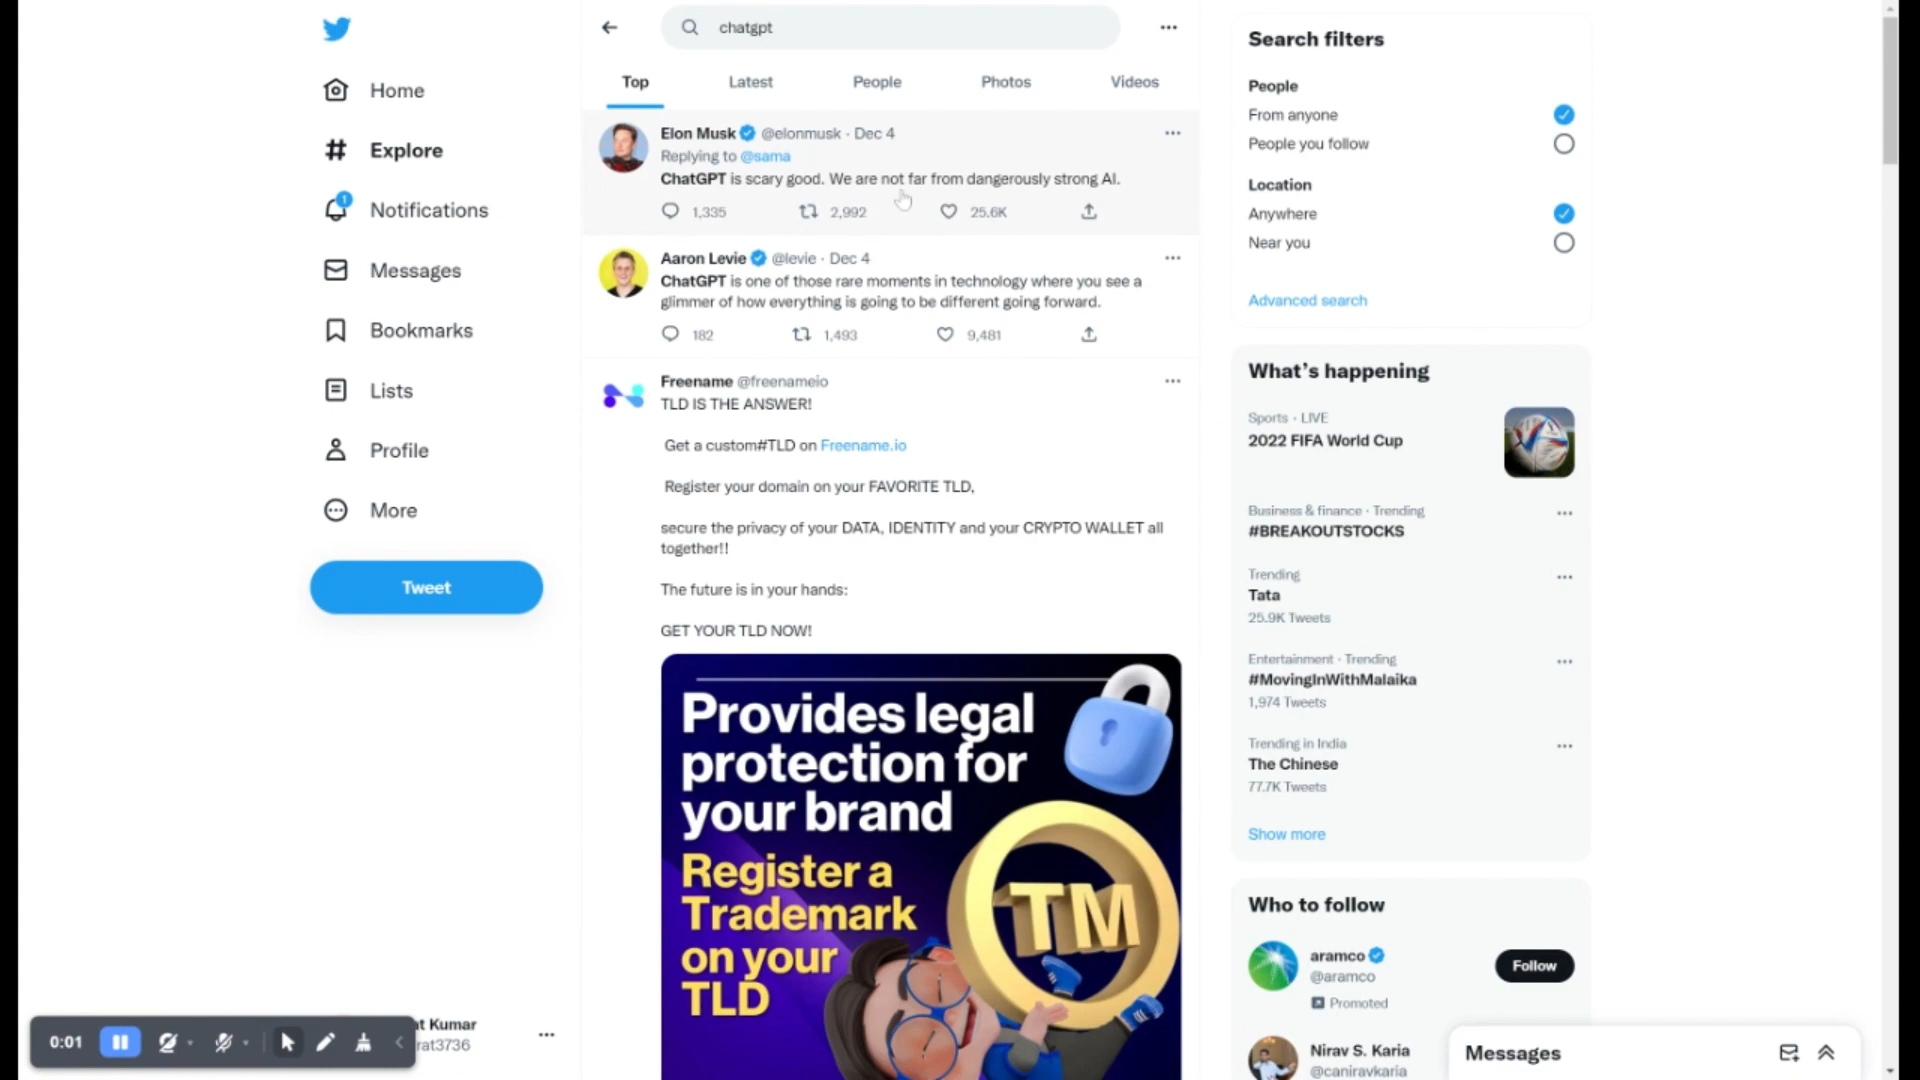 Home
Explore
1
Notifications
Messages
Bookmarks
Lists
Profile
More
Tweet
at Kumar
rat3736
0:01
chatgpt
Top
Latest
People
Photos
Videos
Elon Musk @elonmusk · Dec 4
Replying to @sama
ChatGPT is scary good. We are not far from dangerously strong AI.
1,335
2,992
25.6K
Aaron Levie @levie · Dec 4
ChatGPT is one of those rare moments in technology where you see a
glimmer of how everything is going to be different going forward.
182
1,493
9,481
Freename @freenameio
TLD IS THE ANSWER!
Get a custom#TLD on Freename.io
Register your domain on your FAVORITE TLD,
secure the privacy of your DATA, IDENTITY and your CRYPTO WALLET all
together!!
The future is in your hands:
GET YOUR TLD NOW!
Provides legal
protection for
your brand
Register a
Trademark
on your
TLD
TM
Search filters
People
From anyone
People you follow
Location
Anywhere
Near you
Advanced search
What's happening
Sports · LIVE
2022 FIFA World Cup
Business & finance · Trending
#BREAKOUTSTOCKS
Trending
Tata
25.9K Tweets
Entertainment · Trending
#MovingInWithMalaika
1,974 Tweets
Trending in India
The Chinese
77.7K Tweets
Show more
Who to follow
aramco
@aramco
Promoted
Follow
Nirav S. Karia
@caniravkaria
Messages